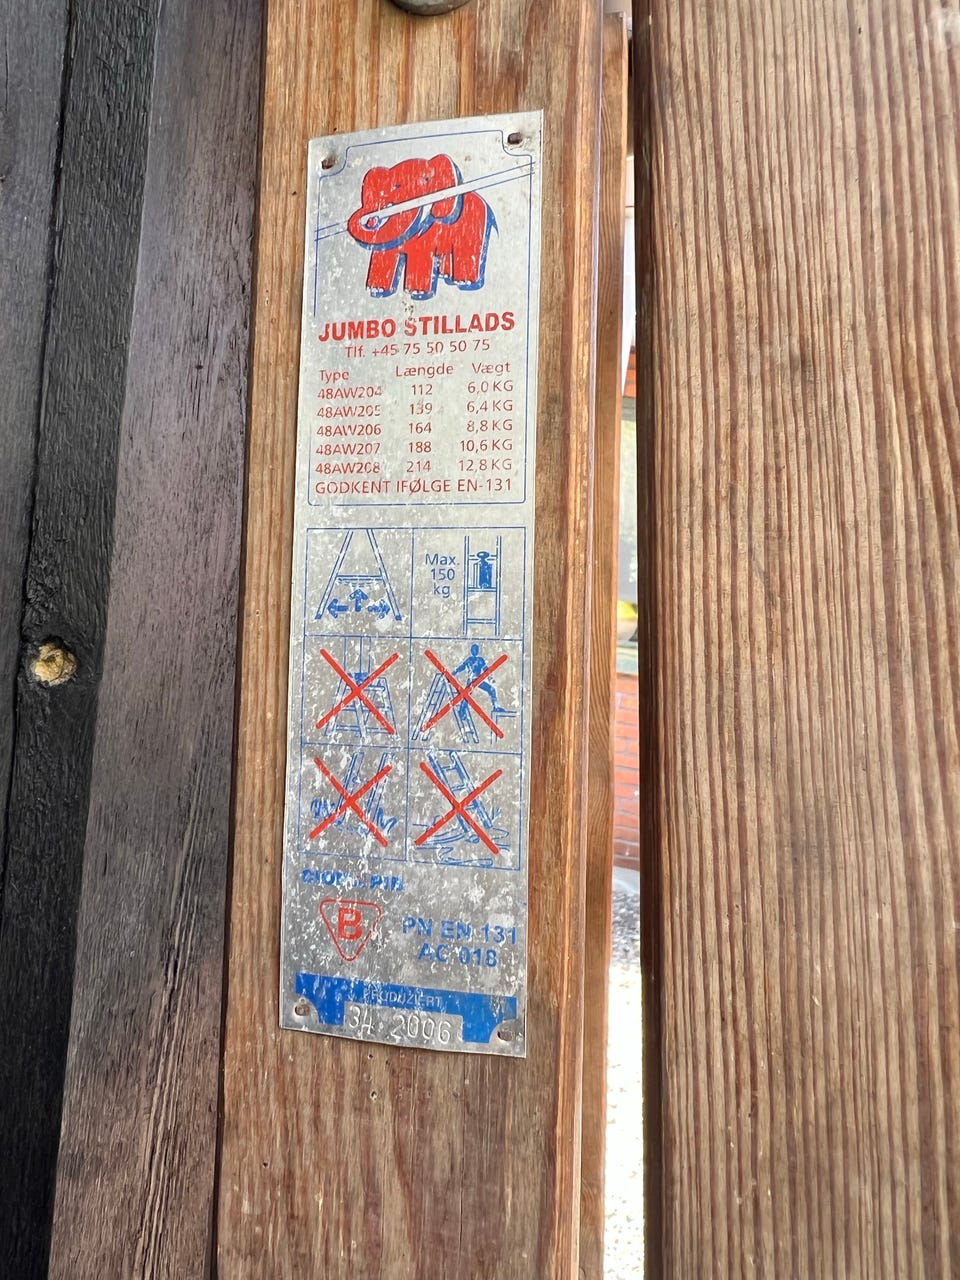 JUMBO STILLADS
Tlf. +45 75 50 50 75
Type Længde Vægt
48AW204 112 6,0 KG
48AW205 139 6,4 KG
48AW206 164 8,8 KG
48AW207 188 10,6 KG
48AW208 214 12,8 KG
GODKENT IFØLGE EN-131
Max.
150
kg
B
PN EN 131
AC 018
PRODUZIERT
34 2006